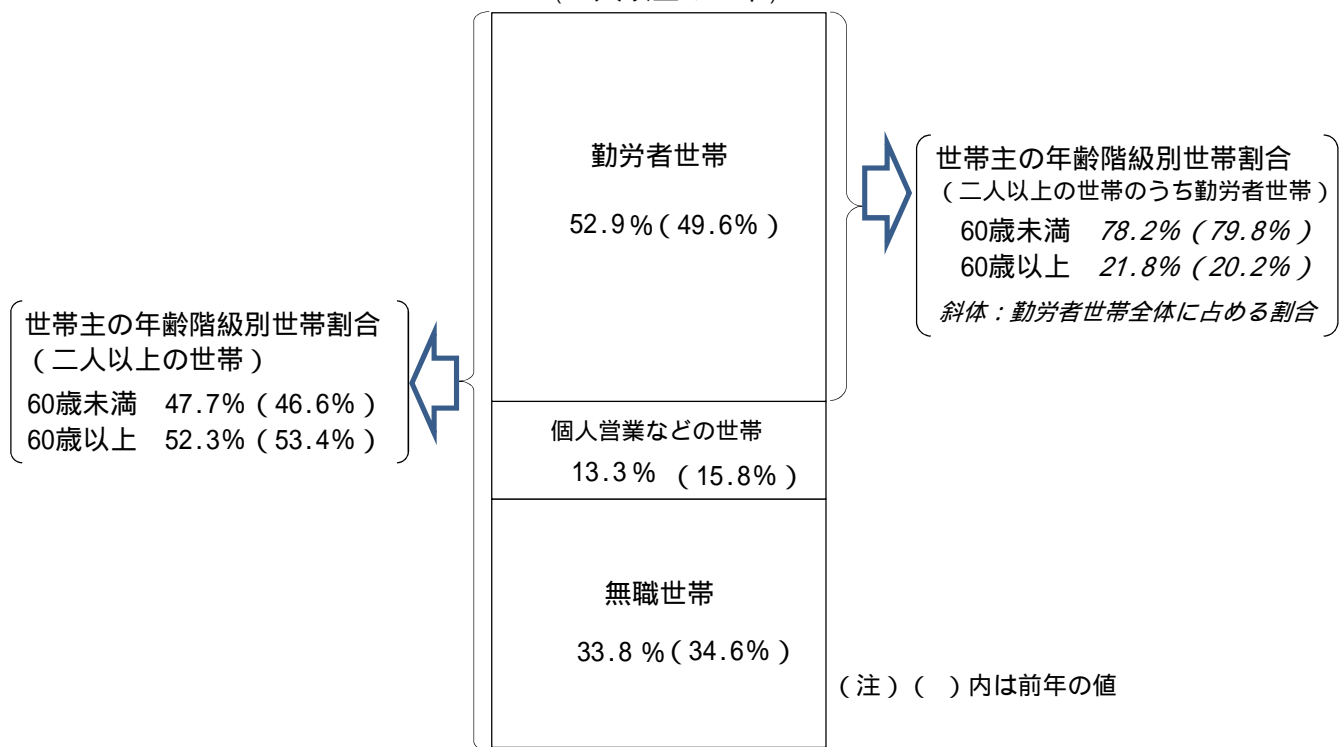 勤労者世帯
52.9%(49.6%)
世帯主の年齢階級別世帯割合
(二人以上の世帯のうち勤労者世帯)
60歳未満 78.2%(79.8%)
60歳以上 21.8%(20.2%)
斜体:勤労者世帯全体に占める割合
世帯主の年齢階級別世帯割合
(二人以上の世帯)
60歳未満 47.7%(46.6%)
60歳以上 52.3%(53.4%)
個人営業などの世帯
13.3% (15.8%)
無職世帯
33.8%(34.6%)
(注)( )内は前年の値